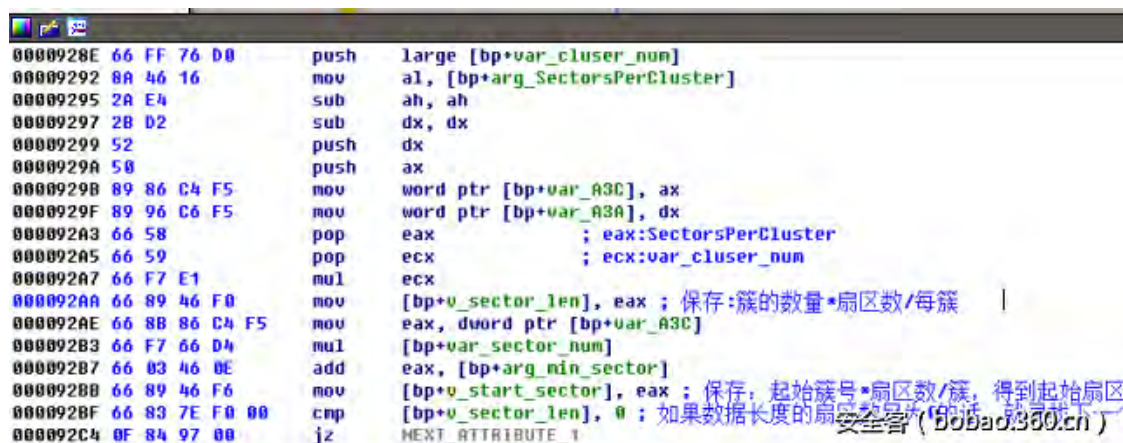 0000928E 66 FF 76 D0 push large [bp+var_cluser_num]
00009292 8A 46 16 mov al, [bp+arg_SectorsPerCluster]
00009295 2A E4 sub ah, ah
00009297 2B D2 sub dx, dx
00009299 52 push dx
0000929A 50 push ax
0000929B 89 86 C4 F5 mov word ptr [bp+var_A3C], ax
0000929F 89 96 C6 F5 mov word ptr [bp+var_A3A], dx
000092A3 66 58 pop eax ; eax:SectorsPerCluster
000092A5 66 59 pop ecx ; ecx:var_cluser_num
000092A7 66 F7 E1 mul ecx
000092AA 66 89 46 F0 mov [bp+v_sector_len], eax ; 保存:簇的数量*扇区数/每簇
000092AE 66 8B 86 C4 F5 mov eax, dword ptr [bp+var_A3C]
000092B3 66 F7 66 D4 mul [bp+var_sector_num]
000092B7 66 03 46 0E add eax, [bp+arg_min_sector]
000092BB 66 89 46 F6 mov [bp+v_start_sector], eax ; 保存：起始簇号*扇区数/簇，得到起始扇区
000092BF 66 83 7E F0 00 cmp [bp+v_sector_len], 0 ; 如果数据长度的扇区
000092C4 0F 84 97 00 jz NEXT_ATTRIBUTE_1
安全客 ( bobao.360.cn )